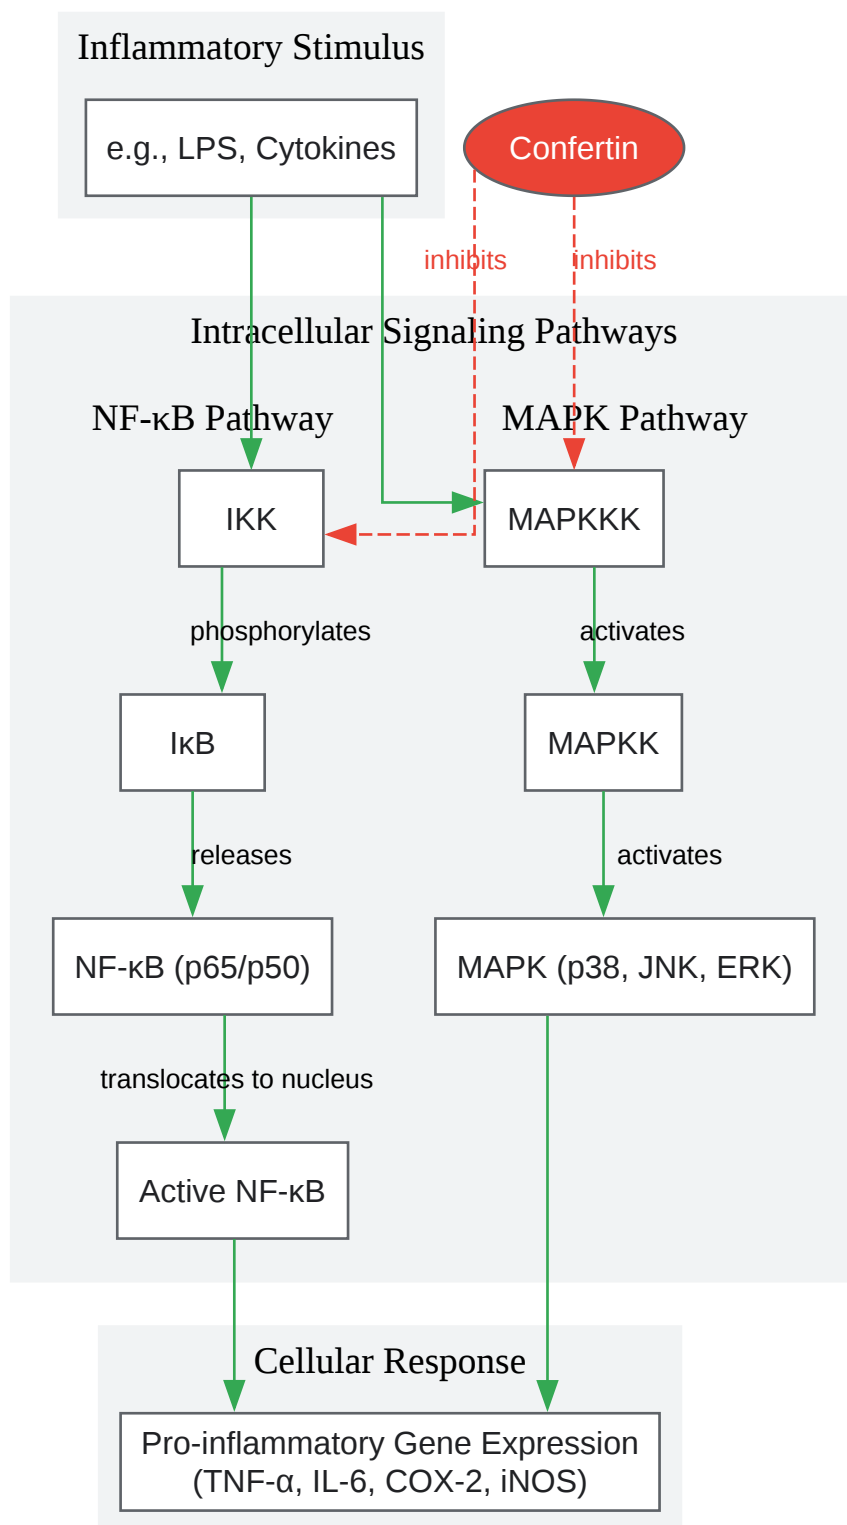 Inflammatory Stimulus
e.g., LPS, Cytokines
Confertin
inhibits
inhibits
Intracellular Signaling Pathways
NF-κB Pathway
MAPK Pathway
IKK
MAPKKK
phosphorylates
activates
IκB
MAPKK
releases
activates
NF-κB (p65/p50)
MAPK (p38, JNK, ERK)
translocates to nucleus
Active NF-κB
Cellular Response
Pro-inflammatory Gene Expression
(TNF-α, IL-6, COX-2, iNOS)